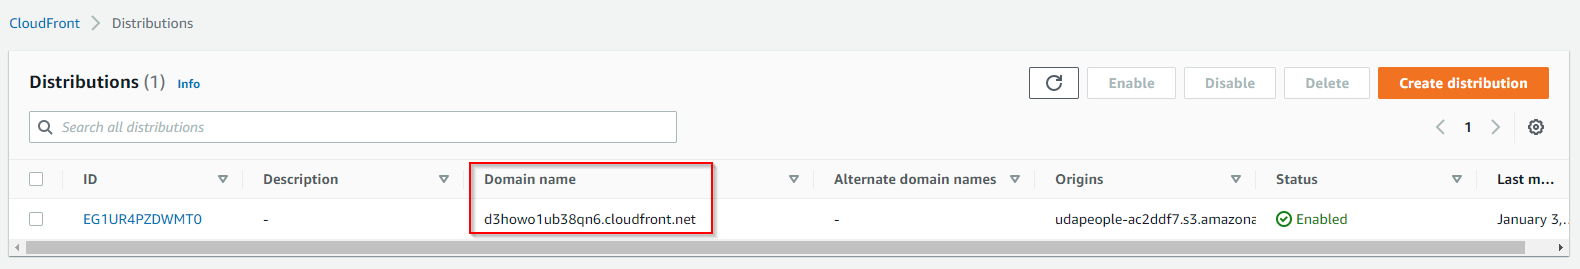 CloudFront > Distributions
Distributions (1) Info
Enable Disable Delete Create distribution
Search all distributions
1
ID Description Domain name Alternate domain names Origins Status Last m...
EG1UR4PZDWMT0 - d3howo1ub38qn6.cloudfront.net - udapeople-ac2ddf7.s3.amazona Enabled January 3,..